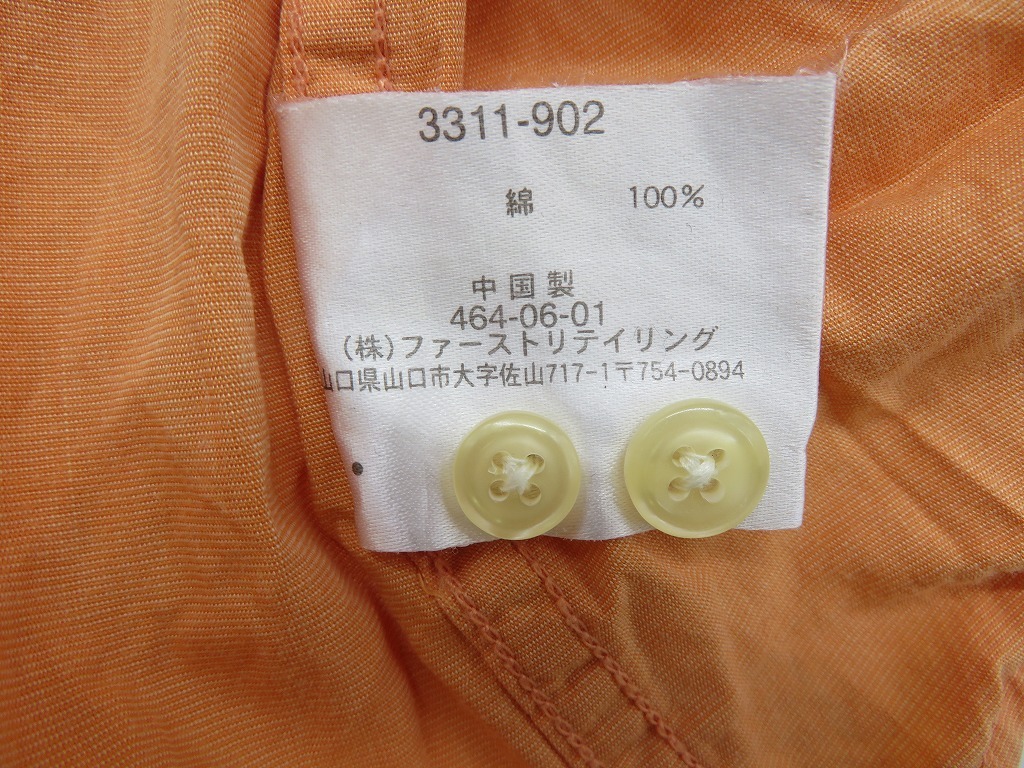 3311-902
綿 100%
中国製
464-06-01
(株)ファーストリテイリング
山口県山口市大字佐山717-1〒754-0894